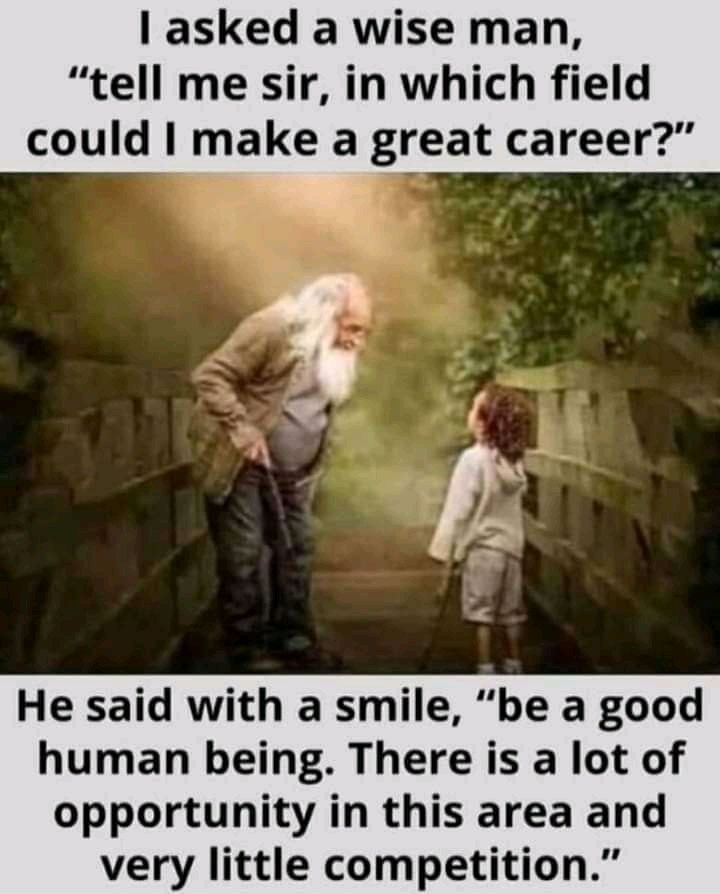 I asked a wise man,
“tell me sir, in which field
could I make a great career?”
He said with a smile, “be a good
human being. There is a lot of
opportunity in this area and
very little competition.”